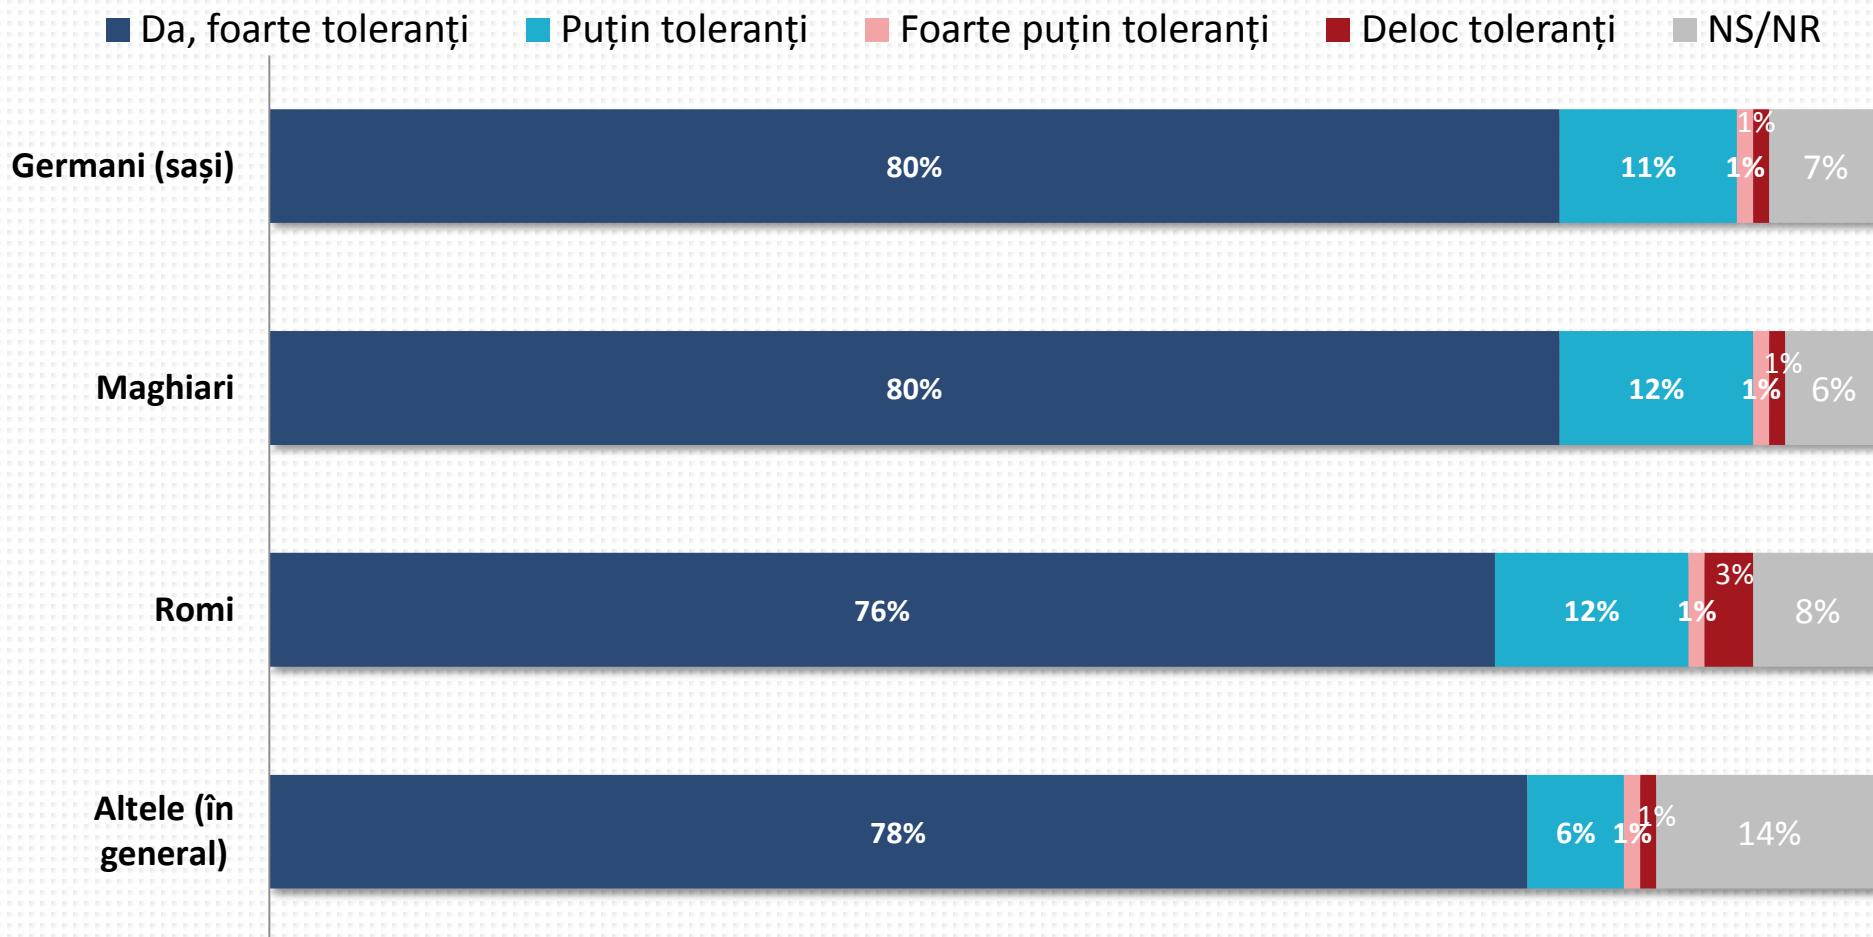 Da, foarte toleranți Puțin toleranți Foarte puțin toleranți Deloc toleranți NS/NR
Germani (sași) 80% 11% 1% 1% 7%
Maghiari 80% 12% 1% 1% 6%
Romi 76% 12% 1% 3% 8%
Altele (în
general) 78% 6% 1% 1% 14%